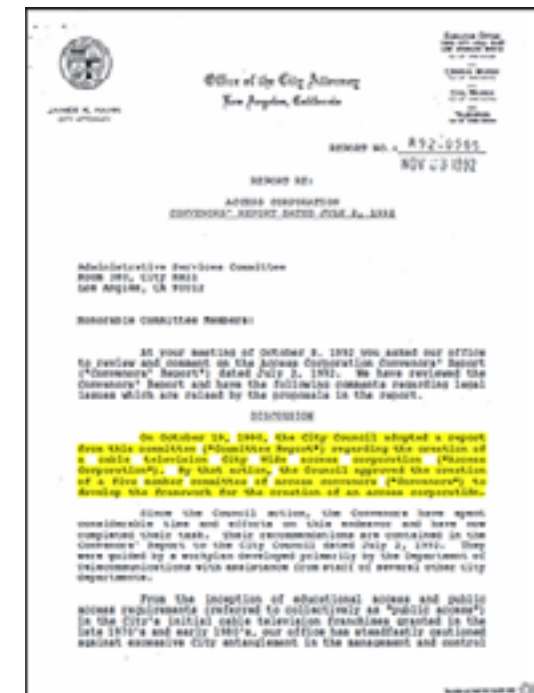 Office of the City Attorney
Los Angeles, California
JAMES K. HAHN
CITY ATTORNEY
REPORT NO.
NOV 1992
REPORT RE:
ACCESS CORPORATION
CONVENORS' REPORT DATED JULY 2, 1992
Administrative Services Committee
Room 360, City Hall
Los Angeles, CA 90012
Honorable Committee Members:
At your meeting of October 8, 1992 you asked our office
to review and comment on the Access Corporation Convenors' Report
("Convenors' Report") dated July 2, 1992. We have reviewed the
Convenors' Report and have the following comments regarding legal
issues which are raised by the proposals in the report.
DISCUSSION
On October the City Council adopted a report
from this committee ("Committee Report") regarding the creation of
a cable television City Wide access corporation ("Access
Corporation"). By that action, the Council approved the creation
of a five member committee of access convenors ("Convenors") to
develop the framework for the creation of an access corporation.
Since the Council action, the Convenors have spent
considerable time and efforts on this endeavor and have now
completed their task. Their recommendations are contained in the
Convenors' Report to the City Council dated July 2, 1992. They
were guided by a workplan developed primarily by the Department of
Telecommunications with assistance from staff of several other City
departments.
From the inception of educational access and public
access requirements (referred to collectively as "public access")
in the City's initial cable television franchises granted in the
late 1970's and early 1980's, our office has steadfastly cautioned
against excessive City entanglement in the management and control